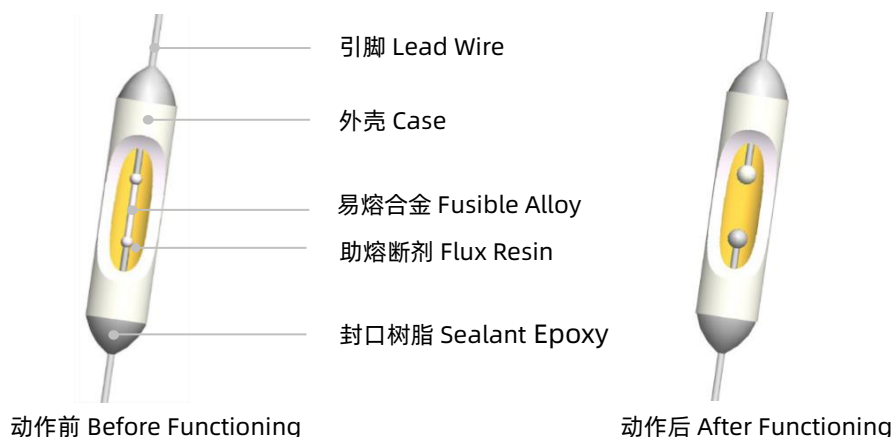 引脚 Lead Wire
外壳 Case
易熔合金 Fusible Alloy
助熔断剂 Flux Resin
封口树脂 Sealant Epoxy
动作前 Before Functioning
动作后 After Functioning